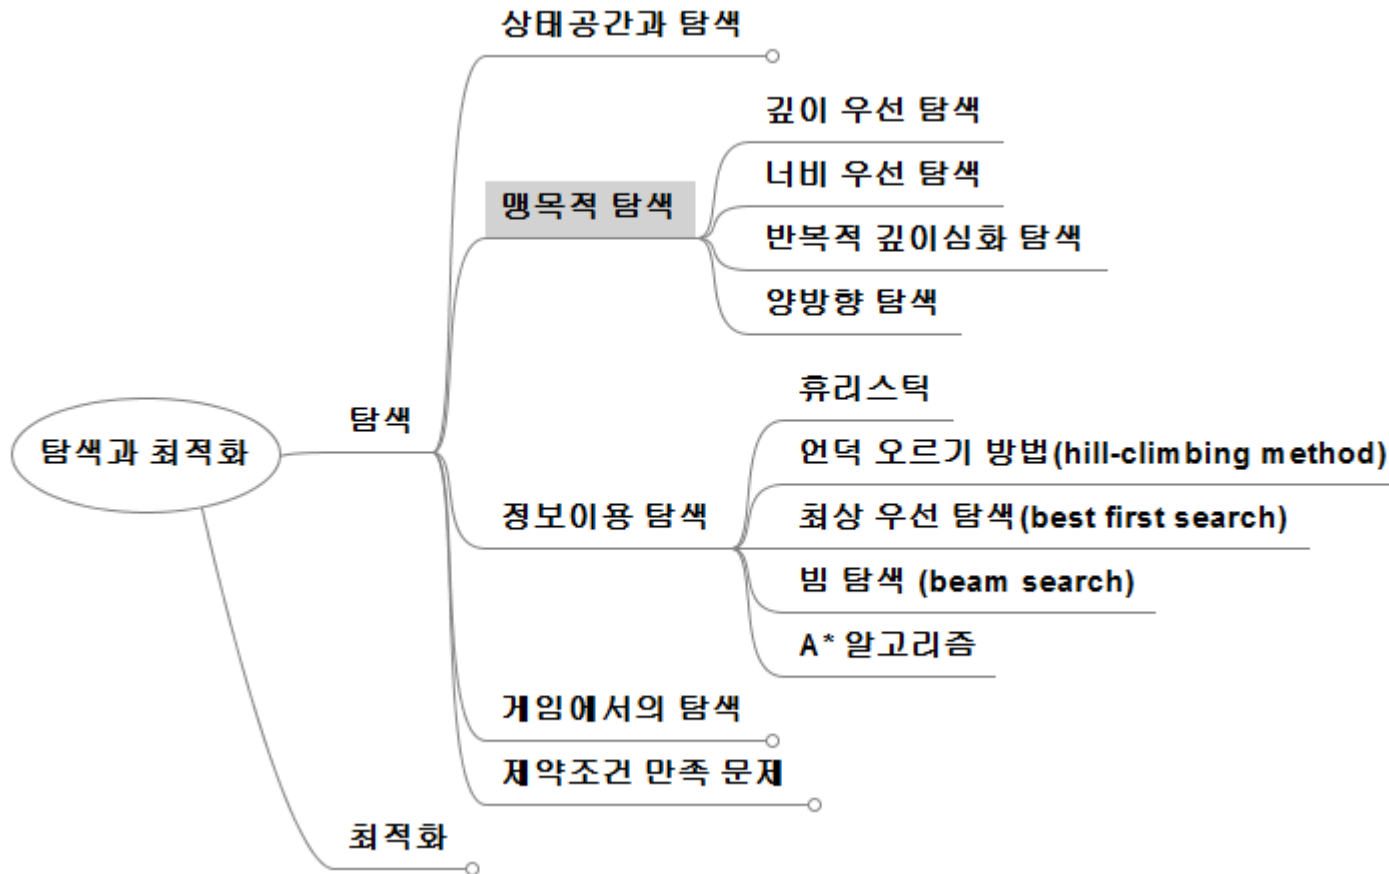 상태공간과 탐색
깊이 우선 탐색
너비 우선 탐색
맹목적 탐색
반복적 깊이심화 탐색
양방향 탐색
휴리스틱
탐색
탐색과 최적화
언덕 오르기 방법(hill-climbing method)
정보이용 탐색
최상 우선 탐색(best first search)
빔 탐색 (beam search)
A* 알고리즘
게임에서의 탐색
제약조건 만족 문제
최적화